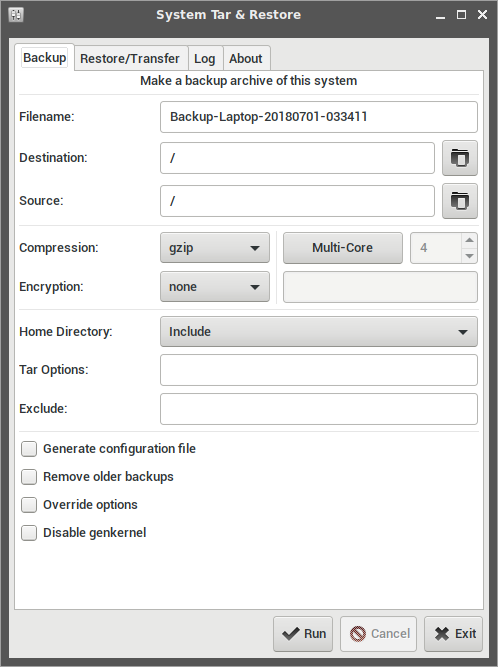 System Tar & Restore
Backup Restore/Transfer Log About
Make a backup archive of this system
Filename: Backup-Laptop-20180701-033411
Destination: /
Source: /
Compression: gzip Multi-Core 4
Encryption: none
Home Directory: Include
Tar Options:
Exclude:
Generate configuration file
Remove older backups
Override options
Disable genkernel
Run Cancel Exit